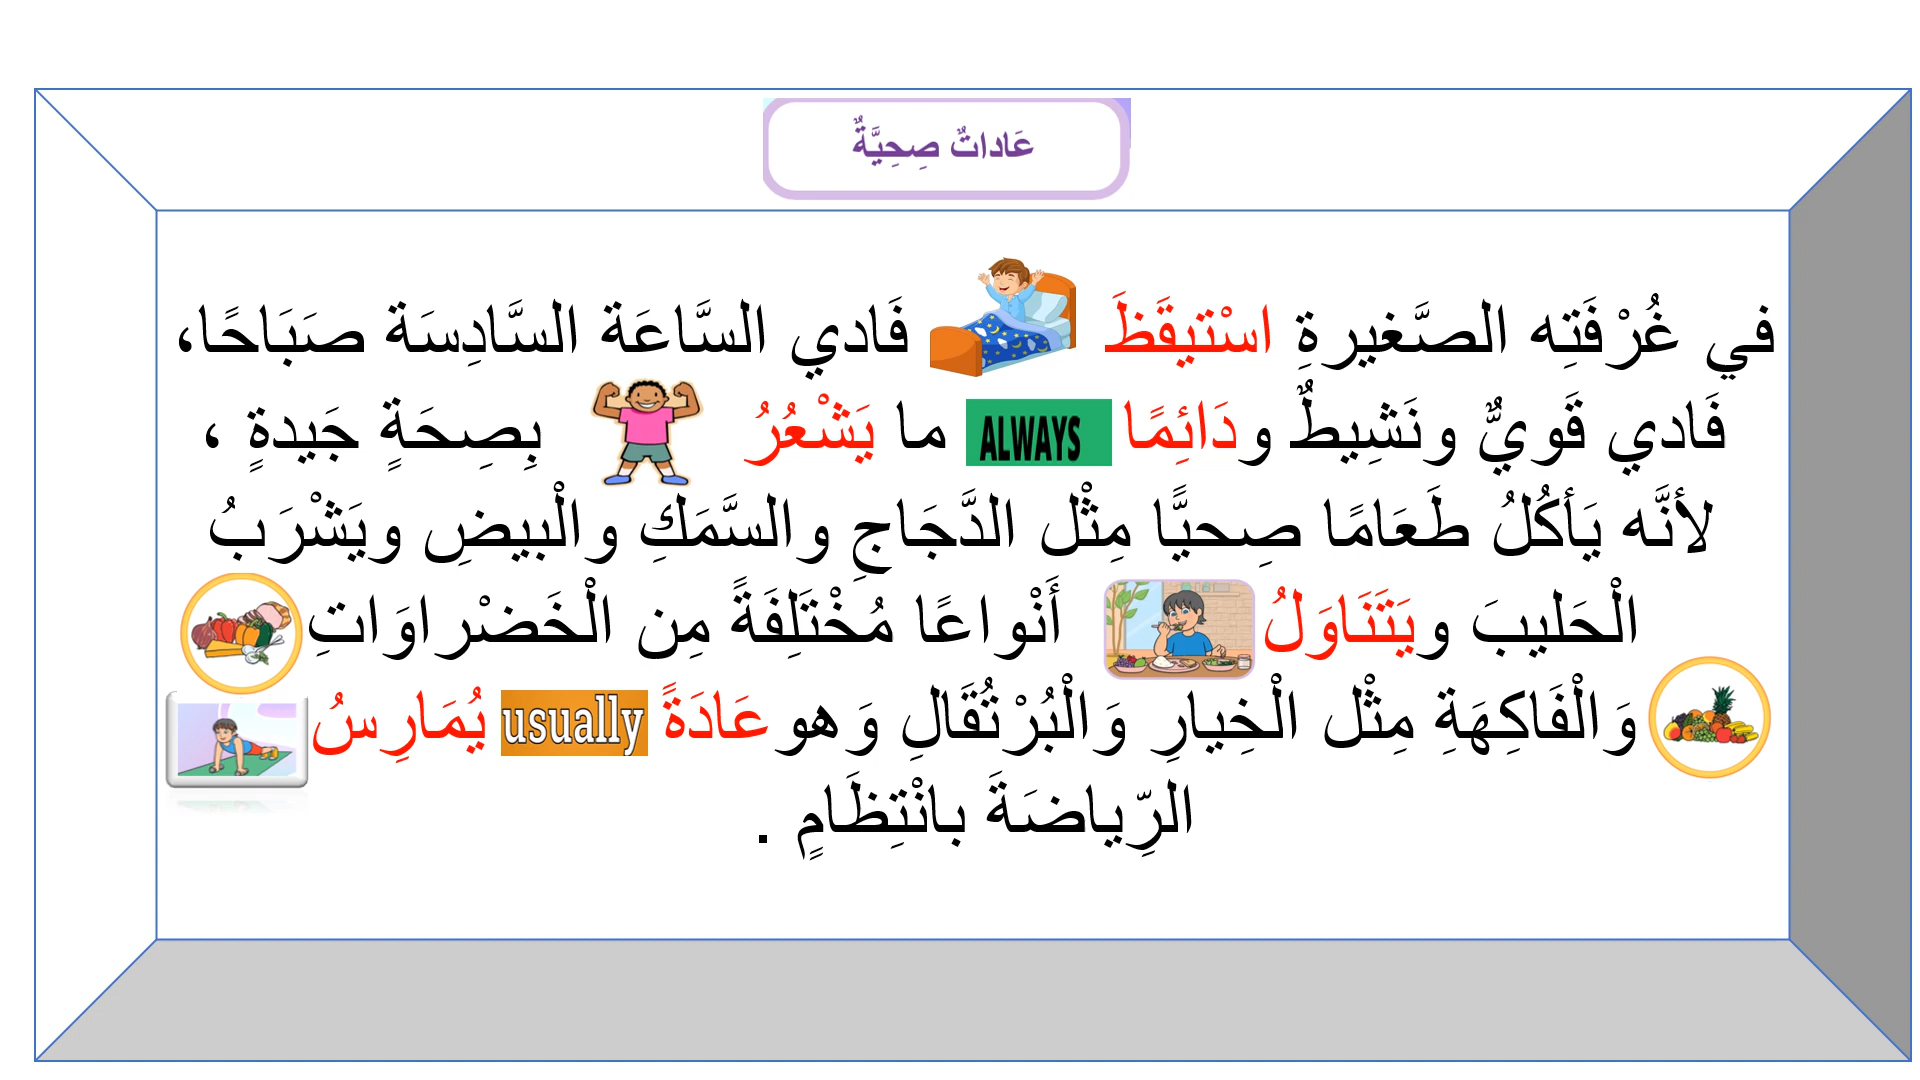 عَاداتٌ صِحِيَّةٌ
في غُرْفَتِه الصَّغيرةِ اسْتيقَظَ فَادي السَّاعَة السَّادِسَة صَبَاحًا،
فَادي قَويٌّ ونَشِيطٌ ودَائِمًا ALWAYS ما يَشْعُرُ بِصِحَةٍ جَيدةٍ ،
لأنَّه يَأكُلُ طَعَامًا صِحيًّا مِثْل الدَّجَاجِ والسَّمَكِ والْبيضِ ويَشْرَبُ
الْحَليبَ ويَتَنَاوَلُ أَنْواعًا مُخْتَلِفَةً مِن الْخَضْراوَاتِ
وَالْفَاكِهَةِ مِثْل الْخِيارِ وَالْبُرْتُقَالِ وَهو عَادَةً usually يُمَارِسُ
الرِّياضَةَ بانْتِظَامٍ .